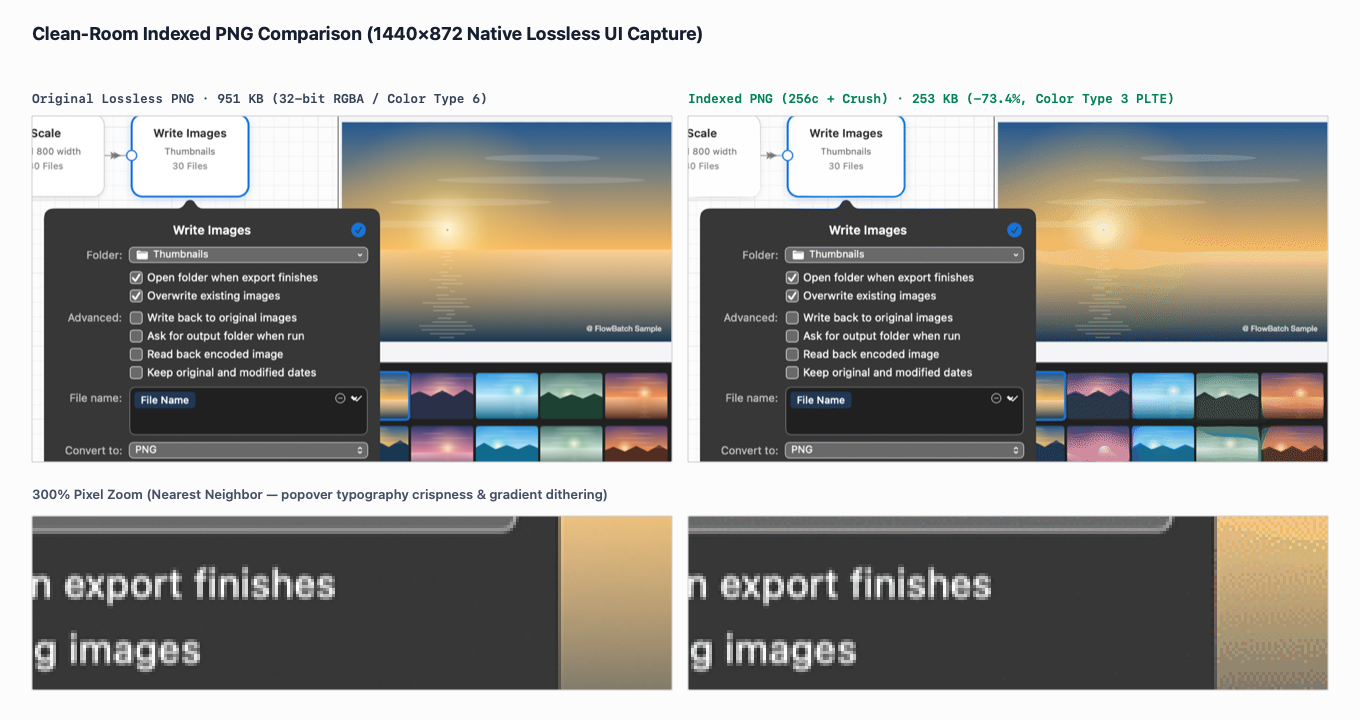 Clean-Room Indexed PNG Comparison (1440×872 Native Lossless UI Capture)
Original Lossless PNG · 951 KB (32-bit RGBA / Color Type 6)
Indexed PNG (256c + Crush) · 253 KB (−73.4%, Color Type 3 PLTE)
Scale
800 width
30 Files
Write Images
Thumbnails
30 Files
Write Images
Folder:
Thumbnails
Open folder when export finishes
Overwrite existing images
Advanced:
Write back to original images
Ask for output folder when run
Read back encoded image
Keep original and modified dates
File name:
File Name
Convert to:
PNG
@ FlowBatch Sample
Scale
800 width
Files
Write Images
Thumbnails
30 Files
Write Images
Folder:
Thumbnails
Open folder when export finishes
Overwrite existing images
Advanced:
Write back to original images
Ask for output folder when run
Read back encoded image
Keep original and modified dates
File name:
File Name
Convert to:
PNG
@ FlowBatch Sample
300% Pixel Zoom (Nearest Neighbor — popover typography crispness & gradient dithering)
n export finishes
g images
n export finishes
g images